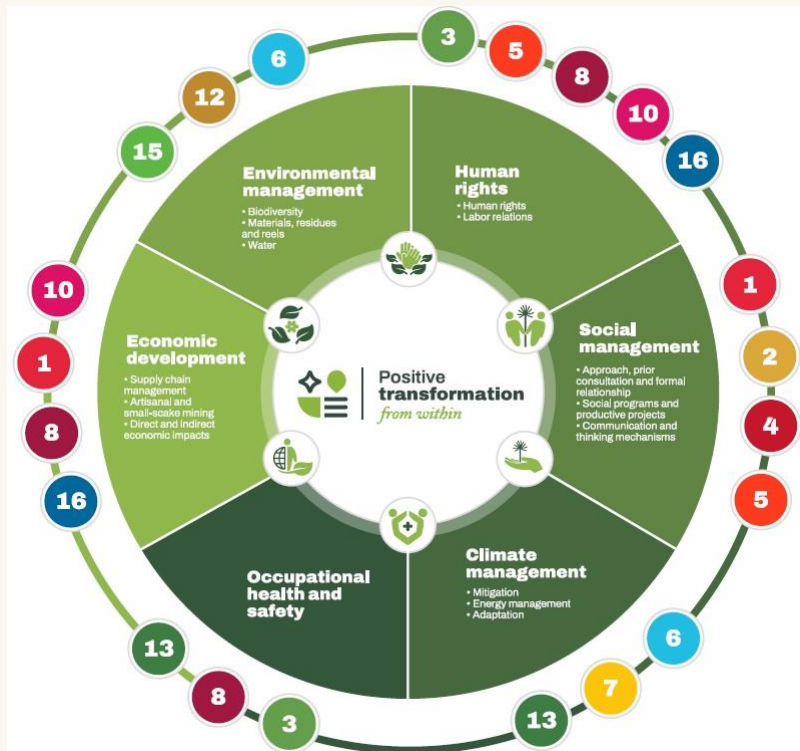 3
5
8
10
16
6
12
15
Environmental
management
• Biodiversity
• Materials, residues
and reels
• Water
Human
rights
• Human rights
• Labor relations
1
2
4
5
Social
management
• Approach, prior
consultation and formal
relationship
• Social programs and
productive projects
• Communication and
thinking mechanisms
10
1
8
16
Economic
development
• Supply chain
management
• Artisanal and
small-scake mining
• Direct and indirect
economic impacts
Positive
transformation
from within
Occupational
health and
safety
13
8
3
Climate
management
• Mitigation
• Energy management
• Adaptation
6
7
13